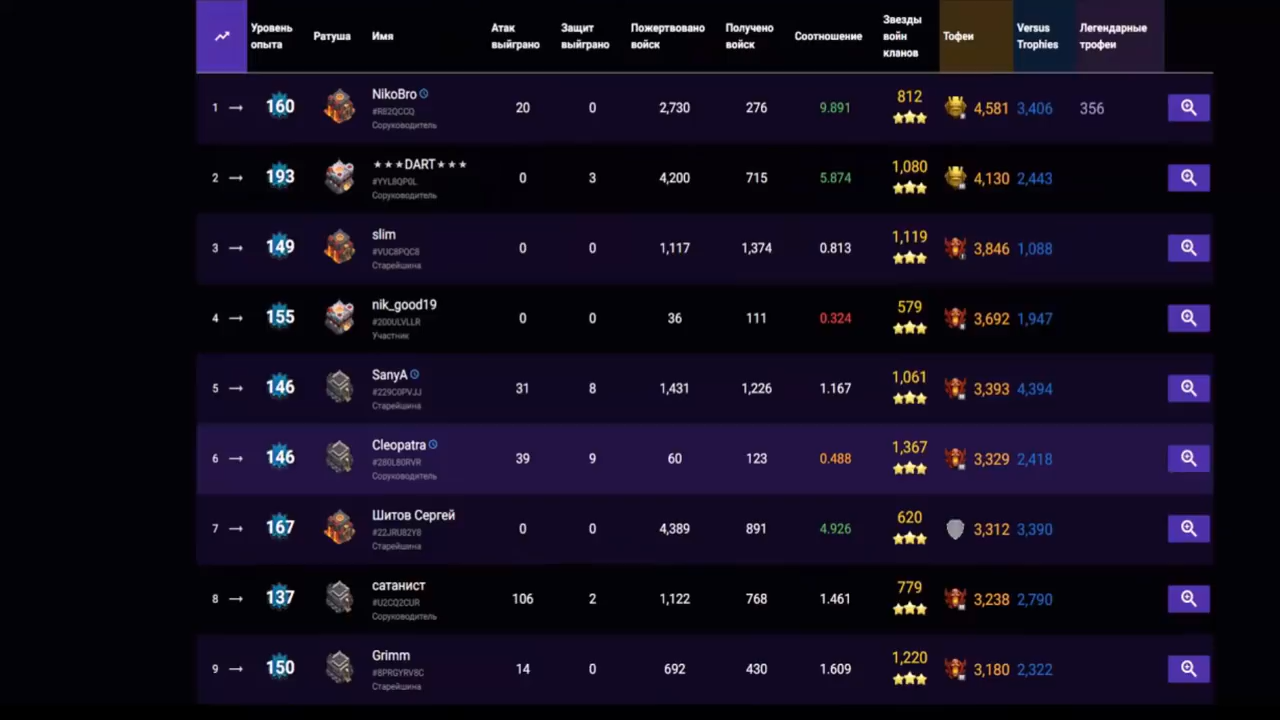 Уровень опыта Ратуша Имя Атак выиграно Защит выиграно Пожертвовано войск Получено войск Соотношение Звезды войн кланов Тофеи Versus Trophies Легендарные трофеи
1 → 160 NikoBro 20 0 2,730 276 9.891 812 4,581 3,406 356
#R82QCCQ
Соруководитель
2 → 193 ★★★DART★★★ 0 3 4,200 715 5.874 1,080 4,130 2,443
#YYL8QP0L
Соруководитель
3 → 149 slim 0 0 1,117 1,374 0.813 1,119 3,846 1,088
#VUC8PQC8
Старейшина
4 → 155 nik_good19 0 0 36 111 0.324 579 3,692 1,947
#200ULVLLR
Участник
5 → 146 SanyA 31 8 1,431 1,226 1.167 1,061 3,393 4,394
#229C0PVJJ
Старейшина
6 → 146 Cleopatra 39 9 60 123 0.488 1,367 3,329 2,418
#280L80RVR
Соруководитель
7 → 167 Шитов Сергей 0 0 4,389 891 4.926 620 3,312 3,390
#22JRU82Y8
Старейшина
8 → 137 сатанист 106 2 1,122 768 1.461 779 3,238 2,790
#U2CQ2CUR
Соруководитель
9 → 150 Grimm 14 0 692 430 1.609 1,220 3,180 2,322
#8PRGYRV8C
Старейшина